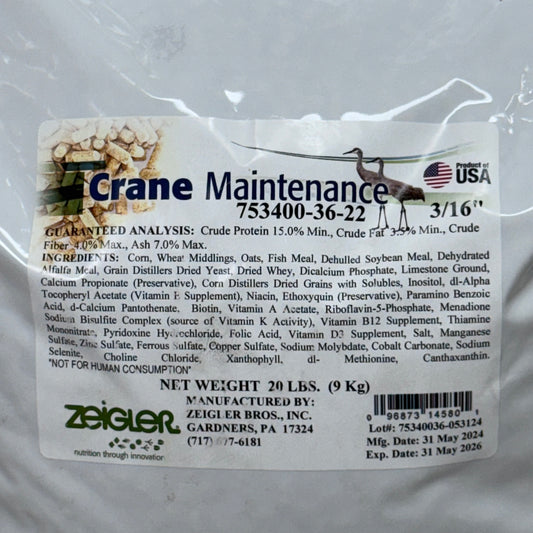 Crane Maintenance
Product of
USA
753400-36-22
3/16"
GUARANTEED ANALYSIS: Crude Protein 15.0% Min., Crude Fat 3.5% Min., Crude
Fiber 4.0% Max., Ash 7.0% Max.
INGREDIENTS: Corn, Wheat Middlings, Oats, Fish Meal, Dehulled Soybean Meal, Dehydrated
Alfalfa Meal, Grain Distillers Dried Yeast, Dried Whey, Dicalcium Phosphate, Limestone Ground,
Calcium Propionate (Preservative), Corn Distillers Dried Grains with Solubles, Inositol, dl-Alpha
Tocopheryl Acetate (Vitamin E Supplement), Niacin, Ethoxyquin (Preservative), Paramino Benzoic
Acid, d-Calcium Pantothenate. Biotin, Vitamin A Acetate, Riboflavin-5-Phosphate, Menadione
Sodium Bisulfite Complex (source of Vitamin K Activity), Vitamin B12 Supplement, Thiamine
Mononitrate, Pyridoxine Hydrochloride, Folic Acid, Vitamin D3 Supplement, Salt, Manganese
Sulfate, Zinc Sulfate, Ferrous Sulfate, Copper Sulfate, Sodium Molybdate, Cobalt Carbonate, Sodium
Selenite, Choline Chloride, Xanthophyll, dl- Methionine, Canthaxanthin.
"NOT FOR HUMAN CONSUMPTION"
NET WEIGHT 20 LBS. (9 Kg)
MANUFACTURED BY:
ZEIGLER BROS., INC.
GARDNERS, PA 17324
(717) 677-6181
ZEIGLER
nutrition through innovation
0 96873 14580 1
Lot#: 75340036-053124
Mfg. Date: 31 May 2024
Exp. Date: 31 May 2026